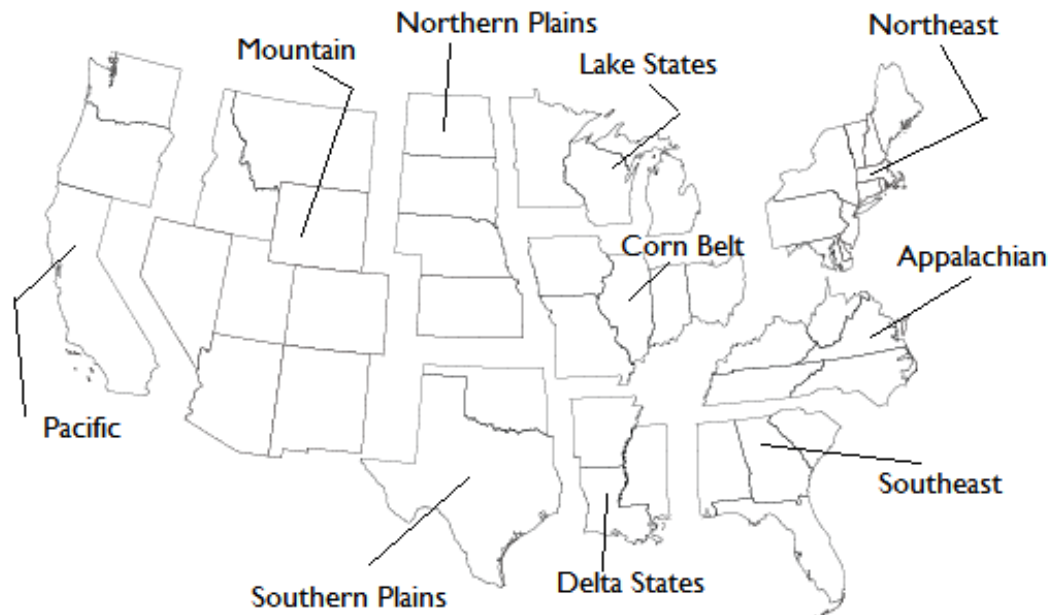 Northern Plains
Northeast
Mountain
Lake States
Corn Belt
Appalachian
Pacific
Southeast
Delta States
Southern Plains